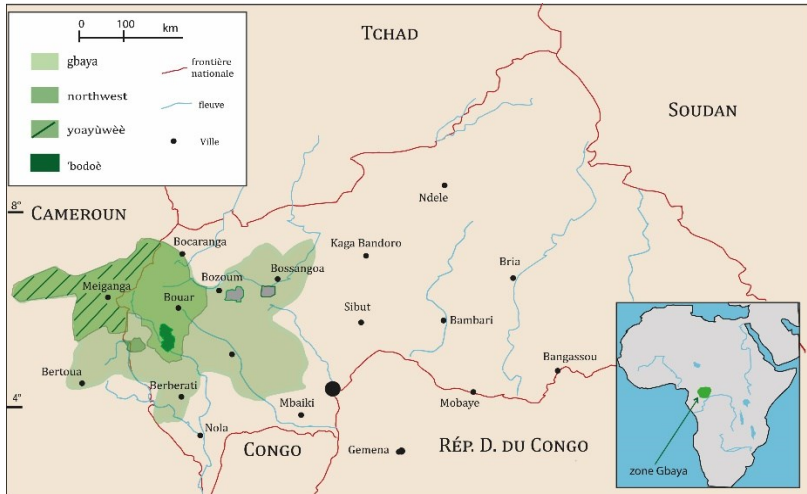 0 100
km
gbaya
northwest
yoayùwèè
'bodoè
frontière
nationale
fleuve
Ville
TCHAD
SOUDAN
CAMEROUN
8°
4°
Ndele
Bocaranga
Kaga Bandoro
Bozoum
Bossangoa
Bria
Meiganga
Bouar
Sibut
Bambari
Bertoua
Berberati
Bangassou
Mbaiki
Mobaye
Nola
CONGO
Gemena
RÉP. D. DU CONGO
zone Gbaya